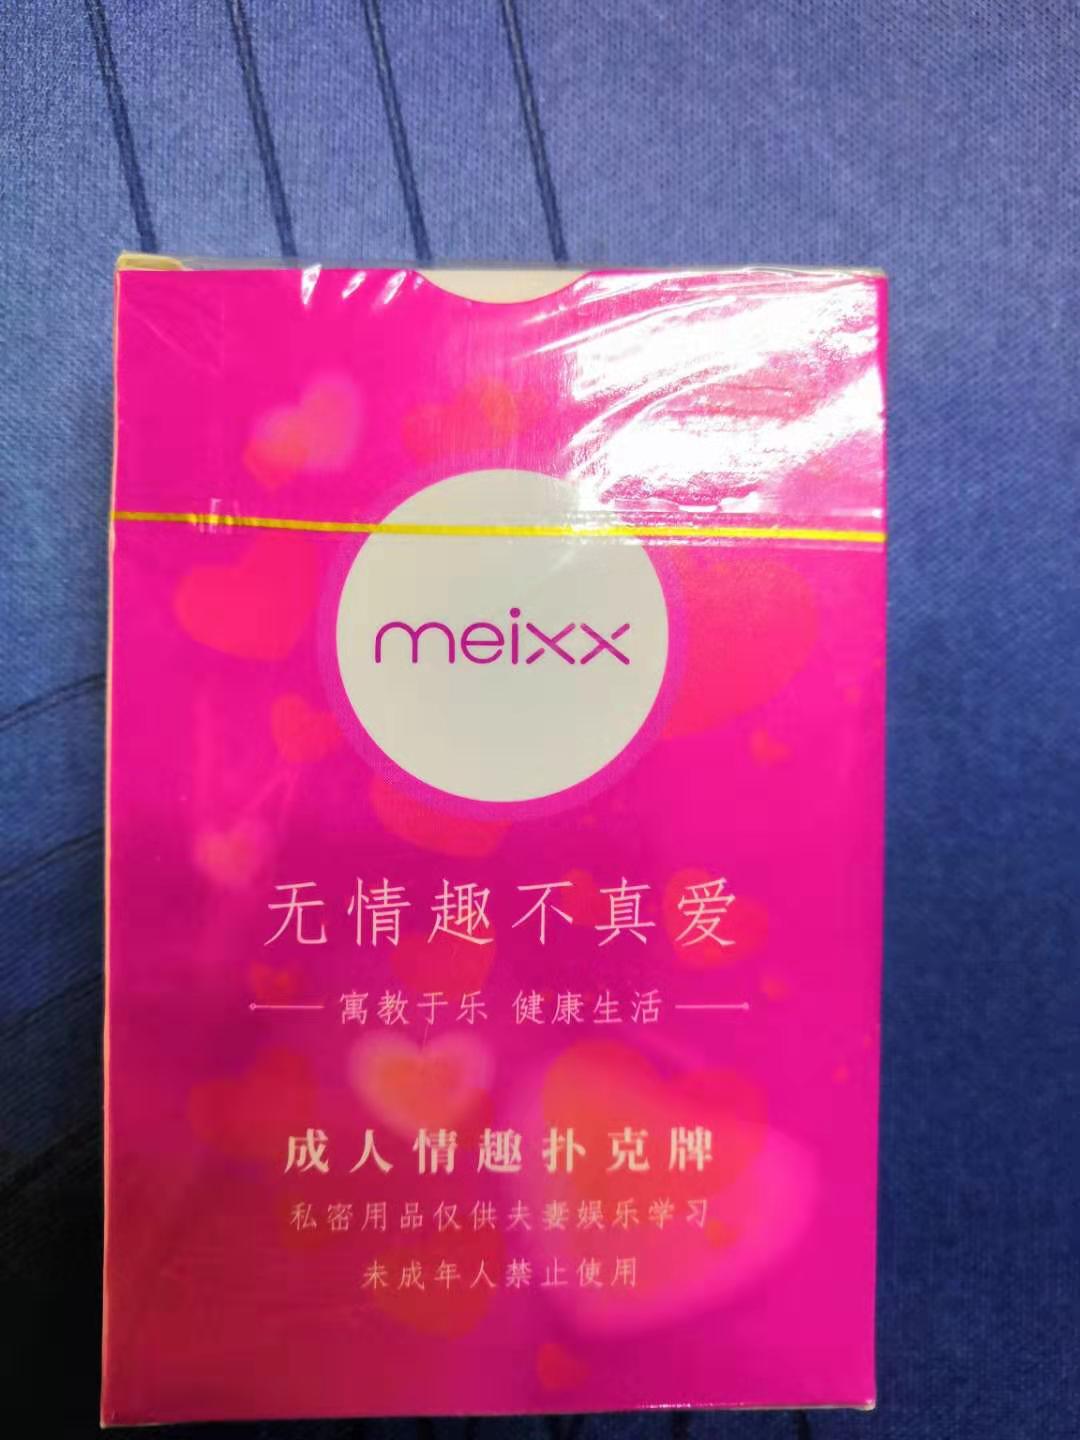 meixx
无情趣不真爱
寓教于乐 健康生活
成人情趣扑克牌
私密用品仅供夫妻娱乐学习
未成年人禁止使用